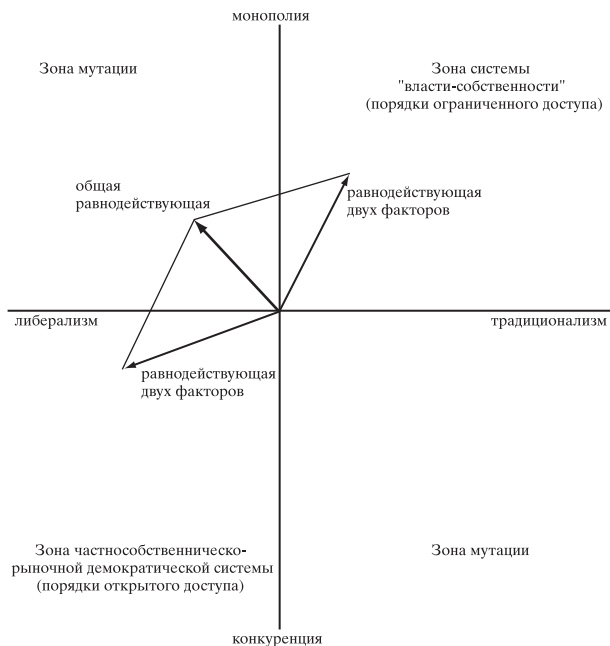 монополия
Зона мутации
Зона системы
"власти-собственности"
(порядки ограниченного доступа)
общая
равнодействующая
равнодействующая
двух факторов
либерализм
традиционализм
равнодействующая
двух факторов
Зона частнособственническо-
рыночной демократической системы
(порядки открытого доступа)
Зона мутации
конкуренция